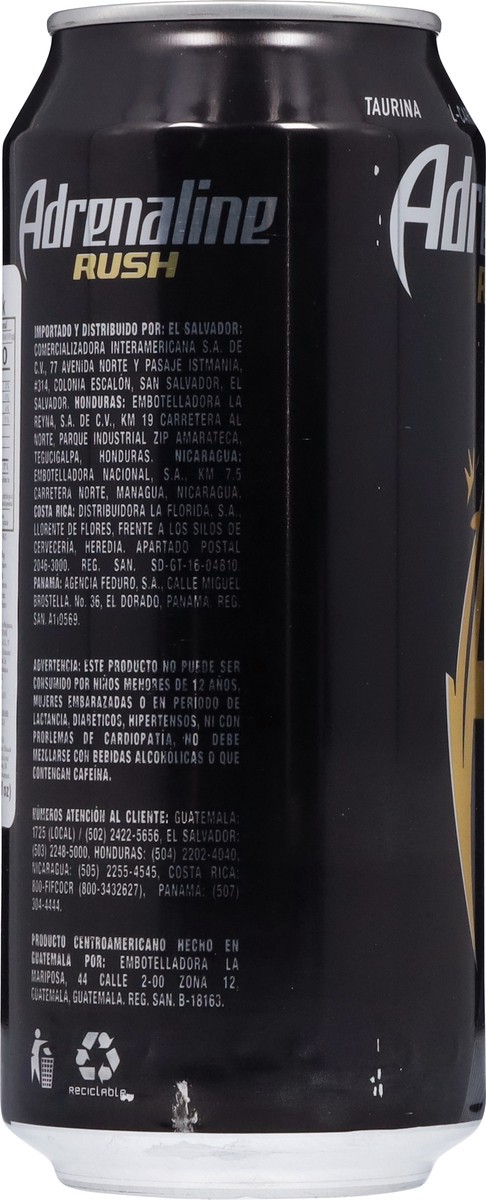 TAURINA
Adrenaline
RUSH
IMPORTADO Y DISTRIBUIDO POR: EL SALVADOR:
COMERCIALIZADORA INTERAMERICANA S.A. DE
C.V., 77 AVENIDA NORTE Y PASAJE ISTMANIA,
#314, COLONIA ESCALÓN, SAN SALVADOR, EL
SALVADOR. HONDURAS: EMBOTELLADORA LA
REYNA, S.A. DE C.V., KM 19 CARRETERA AL
NORTE, PARQUE INDUSTRIAL ZIP AMARATECA,
TEGUCIGALPA, HONDURAS. NICARAGUA:
EMBOTELLADORA NACIONAL, S.A., KM 7.5
CARRETERA NORTE, MANAGUA, NICARAGUA.
COSTA RICA: DISTRIBUIDORA LA FLORIDA, S.A.,
LLORENTE DE FLORES, FRENTE A LOS SILOS DE
CERVECERIA, HEREDIA. APARTADO POSTAL
2046-3000. REG. SAN. SD-GT-16-04810.
PANAMÁ: AGENCIA FEDURO, S.A., CALLE MIGUEL
BROSTELLA, No. 36, EL DORADO, PANAMA. REG.
SAN.
ADVERTENCIA: ESTE PRODUCTO NO PUEDE SER
CONSUMIDO POR NIÑOS MENORES DE 12 AÑOS,
MUJERES EMBARAZADAS O EN PERIODO DE
LACTANCIA. DIABÉTICOS, HIPERTENSOS, NI CON
PROBLEMAS DE CARDIOPATÍA, NO DEBE
MEZCLARSE CON BEBIDAS ALCOHÓLICAS O QUE
CONTENGAN CAFEÍNA.
NÚMEROS ATENCIÓN AL CLIENTE: GUATEMALA:
1725 (LOCAL) / (502) 2422-5656, EL SALVADOR:
(503) 2248-5000, HONDURAS: (504) 2202-4040,
NICARAGUA: (505) 2255-4545, COSTA RICA:
800-FIFCOCR (800-3432627), PANAMA: (507)
304-4444.
PRODUCTO CENTROAMERICANO HECHO EN
GUATEMALA POR: EMBOTELLADORA LA
MARIPOSA, 44 CALLE 2-00 ZONA 12,
GUATEMALA, GUATEMALA. REG. SAN. B-18163.
RECICLABLE